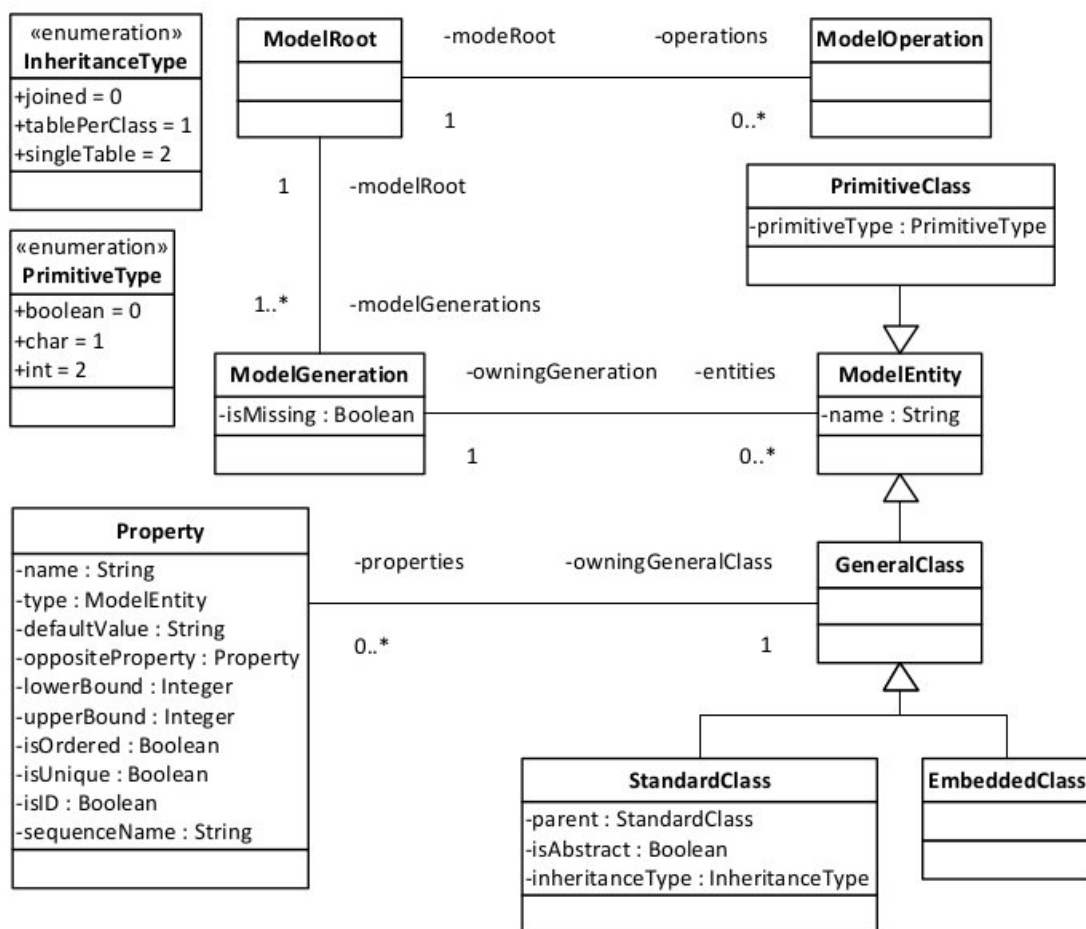 «enumeration»
InheritanceType
+joined = 0
+tablePerClass = 1
+singleTable = 2
ModelRoot
-modeRoot
-operations
1
0..*
ModelOperation
1
-modelRoot
1..*
-modelGenerations
«enumeration»
PrimitiveType
+boolean = 0
+char = 1
+int = 2
PrimitiveClass
-primitiveType : PrimitiveType
ModelGeneration
-isMissing : Boolean
-owningGeneration
-entities
1
0..*
ModelEntity
-name : String
Property
-name : String
-type : ModelEntity
-defaultValue : String
-oppositeProperty : Property
-lowerBound : Integer
-upperBound : Integer
-isOrdered : Boolean
-isUnique : Boolean
-isID : Boolean
-sequenceName : String
-properties
-owningGeneralClass
0..*
1
GeneralClass
StandardClass
-parent : StandardClass
-isAbstract : Boolean
-inheritanceType : InheritanceType
EmbeddedClass